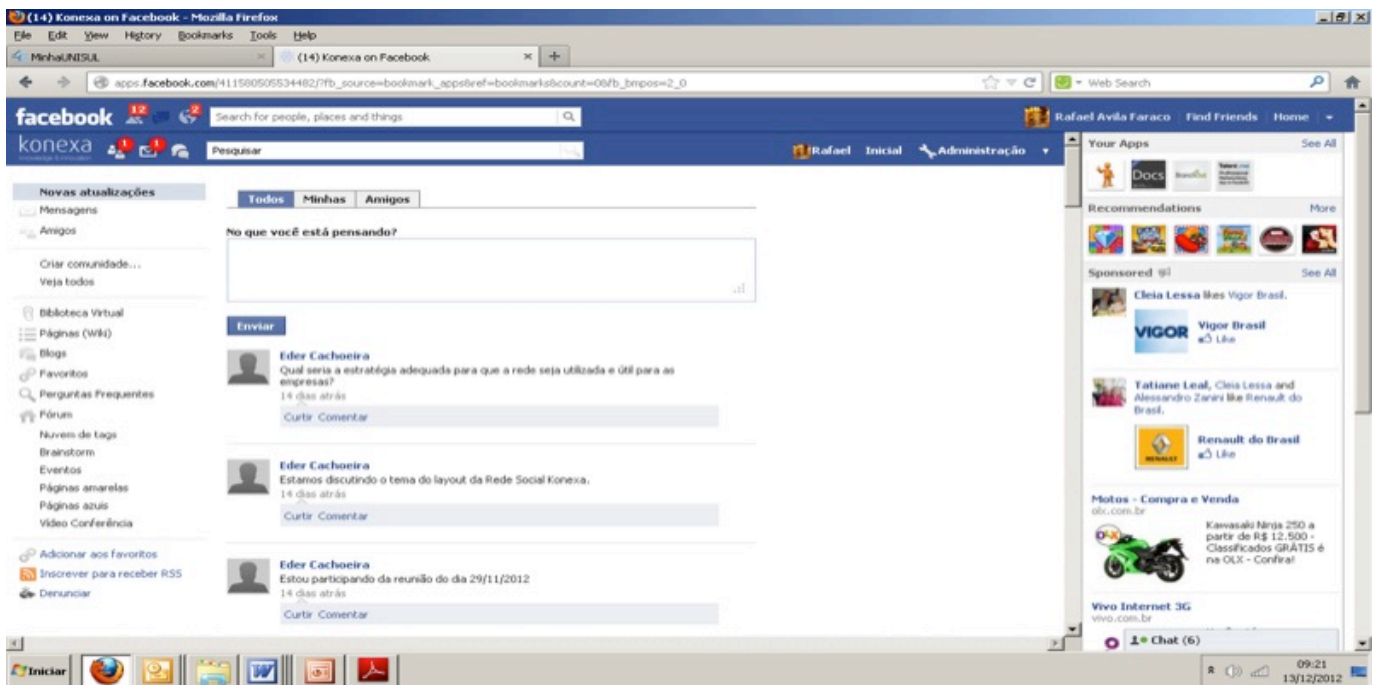 (14) Konexa on Facebook - Mozilla Firefox
File Edit View History Bookmarks Tools Help
MinhaUNISUL (14) Konexa on Facebook
apps.facebook.com/411580505534482/?fb_source=bookmark_apps&ref=bookmarks&count=0&fb_bmpos=2_0 Web Search
facebook 12 2 Search for people, places and things Rafael Avila Faraco Find Friends Home
konexa 1 1 Pesquisar Rafael Inicial Administração
Novas atualizações
Mensagens
Amigos
Criar comunidade...
Veja todos
Biblioteca Virtual
Páginas (Wiki)
Blogs
Favoritos
Perguntas Frequentes
Fórum
Nuvem de tags
Brainstorm
Eventos
Páginas amarelas
Páginas azuis
Vídeo Conferência
Adicionar aos favoritos
Inscrever para receber RSS
Denunciar
Todos Minhas Amigos
No que você está pensando?
Enviar
Eder Cachoeira
Qual seria a estratégia adequada para que a rede seja utilizada e útil para as
empresas?
14 dias atrás
Curtir Comentar
Eder Cachoeira
Estamos discutindo o tema do layout da Rede Social Konexa.
14 dias atrás
Curtir Comentar
Eder Cachoeira
Estou participando da reunião do dia 29/11/2012
14 dias atrás
Curtir Comentar
Your Apps See All
Docs
Recommendations More
Sponsored See All
Cleia Lessa likes Vigor Brasil.
VIGOR
Vigor Brasil
Like
Tatiane Leal, Cleia Lessa and
Alessandro Zanini like Renault do
Brasil.
RENAULT
Renault do Brasil
Like
Motos - Compra e Venda
olx.com.br
OLX
Kawasaki Ninja 250 a
partir de R$ 12.500 -
Classificados GRÁTIS é
na OLX - Confira!
Vivo Internet 3G
vivo.com.br
Chat (6)
Iniciar
09:21
13/12/2012